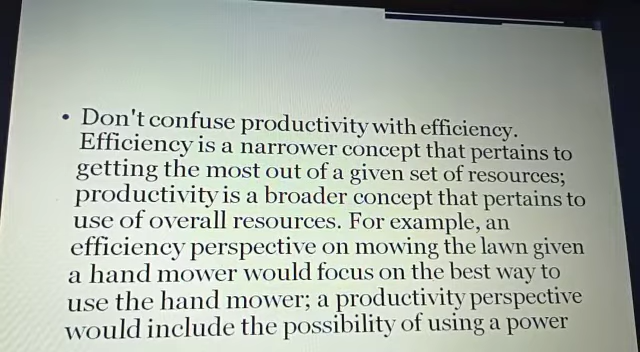 • Don't confuse productivity with efficiency.
Efficiency is a narrower concept that pertains to
getting the most out of a given set of resources;
productivity is a broader concept that pertains to
use of overall resources. For example, an
efficiency perspective on mowing the lawn given
a hand mower would focus on the best way to
use the hand mower; a productivity perspective
would include the possibility of using a power